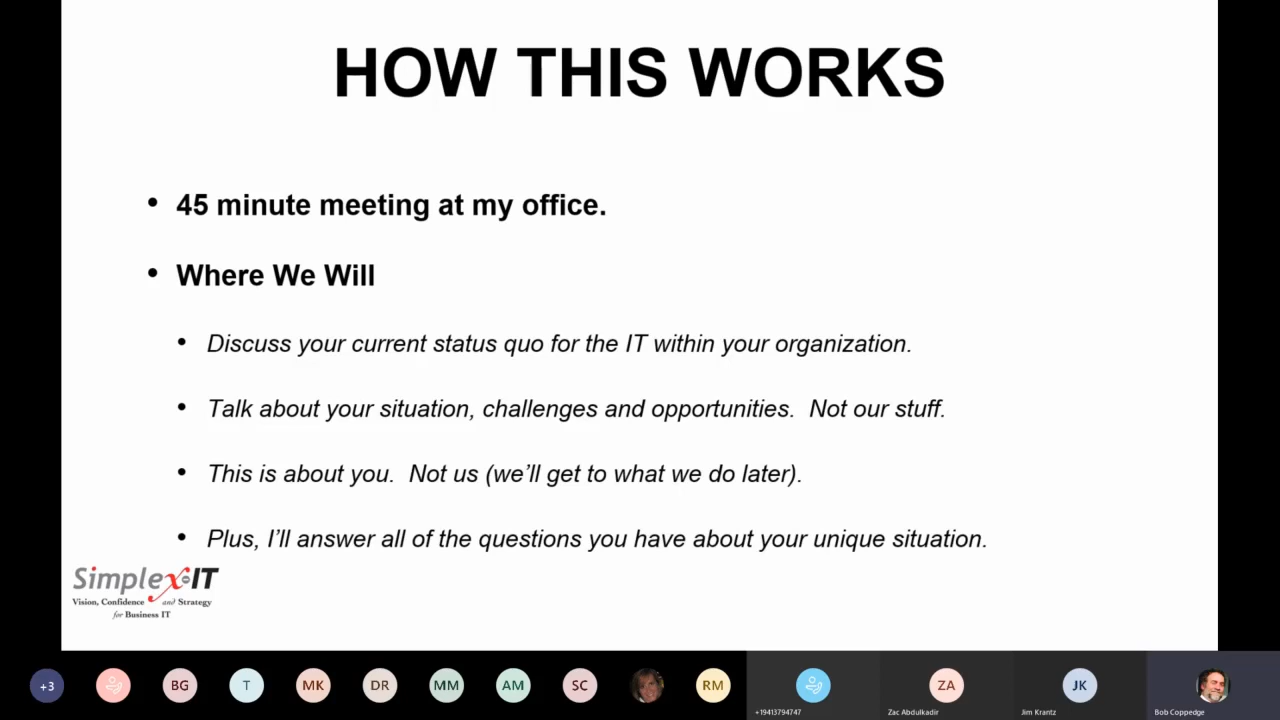 HOW THIS WORKS
• 45 minute meeting at my office.
• Where We Will
• Discuss your current status quo for the IT within your organization.
• Talk about your situation, challenges and opportunities.  Not our stuff.
• This is about you.  Not us (we’ll get to what we do later).
• Plus, I’ll answer all of the questions you have about your unique situation.
Simplex-IT
Vision, Confidence and Strategy
for Business IT
+3
BG
T
MK
DR
MM
AM
SC
RM
+19413794747
ZA
Zac Abdulkadir
JK
Jim Krantz
Bob Coppedge